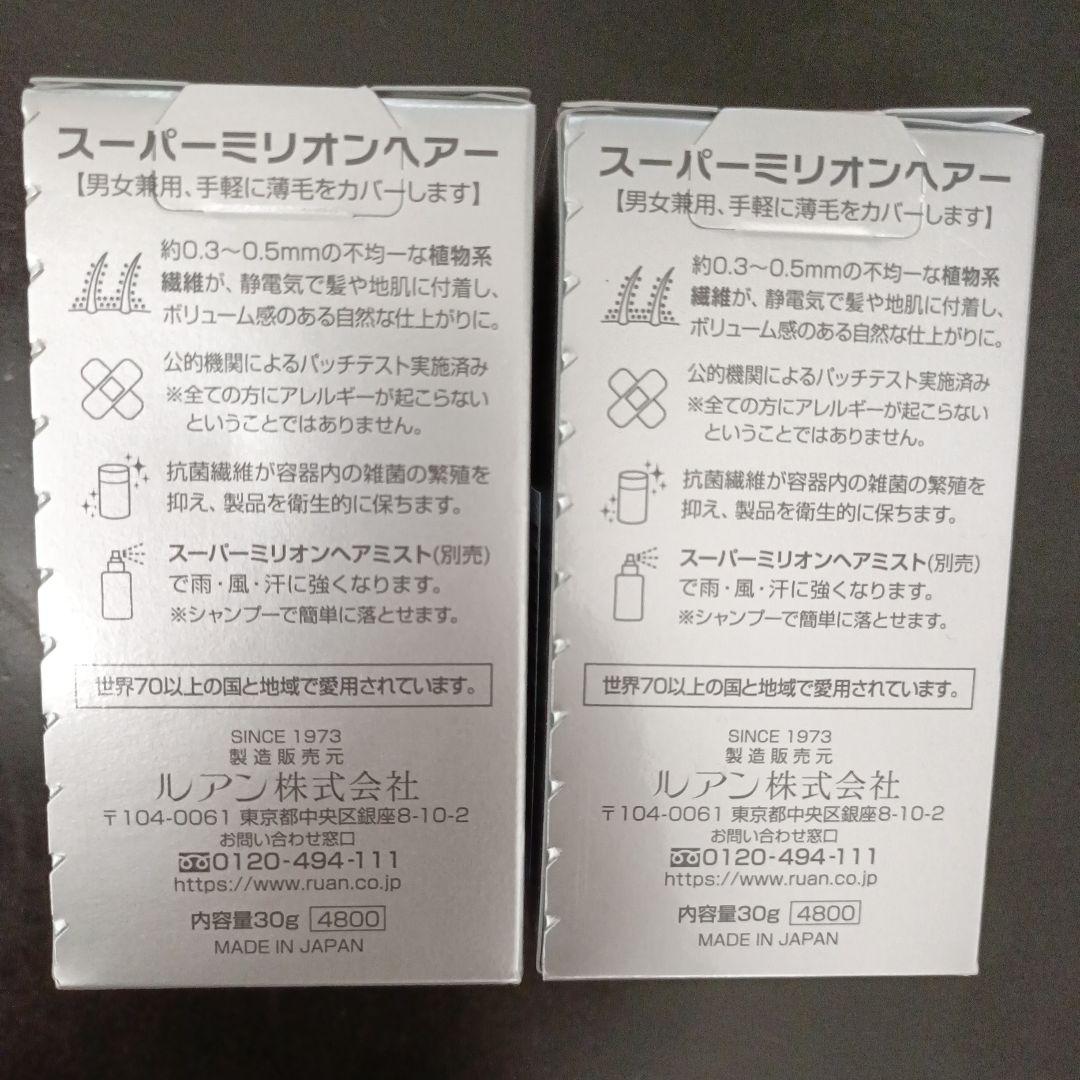 スーパーミリオンヘアー
【男女兼用、手軽に薄毛をカバーします】
約0.3〜0.5mmの不均一な植物系
繊維が、静電気で髪や地肌に付着し、
ボリューム感のある自然な仕上がりに。
公的機関によるパッチテスト実施済み
※全ての方にアレルギーが起こらない
ということではありません。
抗菌繊維が容器内の雑菌の繁殖を
抑え、製品を衛生的に保ちます。
スーパーミリオンヘアミスト(別売)
で雨・風・汗に強くなります。
※シャンプーで簡単に落とせます。
世界70以上の国と地域で愛用されています。
SINCE 1973
製造販売元
ルアン株式会社
〒104-0061 東京都中央区銀座8-10-2
お問い合わせ窓口
0120-494-111
https://www.ruan.co.jp
内容量30g 4800
MADE IN JAPAN
スーパーミリオンヘアー
【男女兼用、手軽に薄毛をカバーします】
約0.3〜0.5mmの不均一な植物系
繊維が、静電気で髪や地肌に付着し、
ボリューム感のある自然な仕上がりに。
公的機関によるパッチテスト実施済み
※全ての方にアレルギーが起こらない
ということではありません。
抗菌繊維が容器内の雑菌の繁殖を
抑え、製品を衛生的に保ちます。
スーパーミリオンヘアミスト(別売)
で雨・風・汗に強くなります。
※シャンプーで簡単に落とせます。
世界70以上の国と地域で愛用されています。
SINCE 1973
製造販売元
ルアン株式会社
〒104-0061 東京都中央区銀座8-10-2
お問い合わせ窓口
0120-494-111
https://www.ruan.co.jp
内容量30g 4800
MADE IN JAPAN